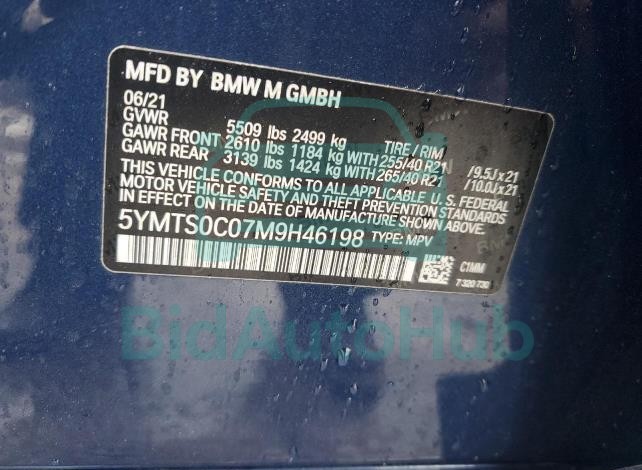 MFD BY BMW M GMBH
06/21
GVWR 5509 lbs 2499 kg TIRE / RIM
GAWR FRONT 2610 lbs 1184 kg WITH 255/40 R21 /9.5J x 21
GAWR REAR 3139 lbs 1424 kg WITH 265/40 R21 /10.0J x 21
THIS VEHICLE CONFORMS TO ALL APPLICABLE U. S. FEDERAL
MOTOR VEHICLE SAFETY AND THEFT PREVENTION
STANDARDS IN EFFECT ON THE DATE OF MANUFACTURE SHOWN ABOVE.
5YMTS0C07M9H46198 TYPE: MPV
C1MM
7 320 730
BidAutoHub